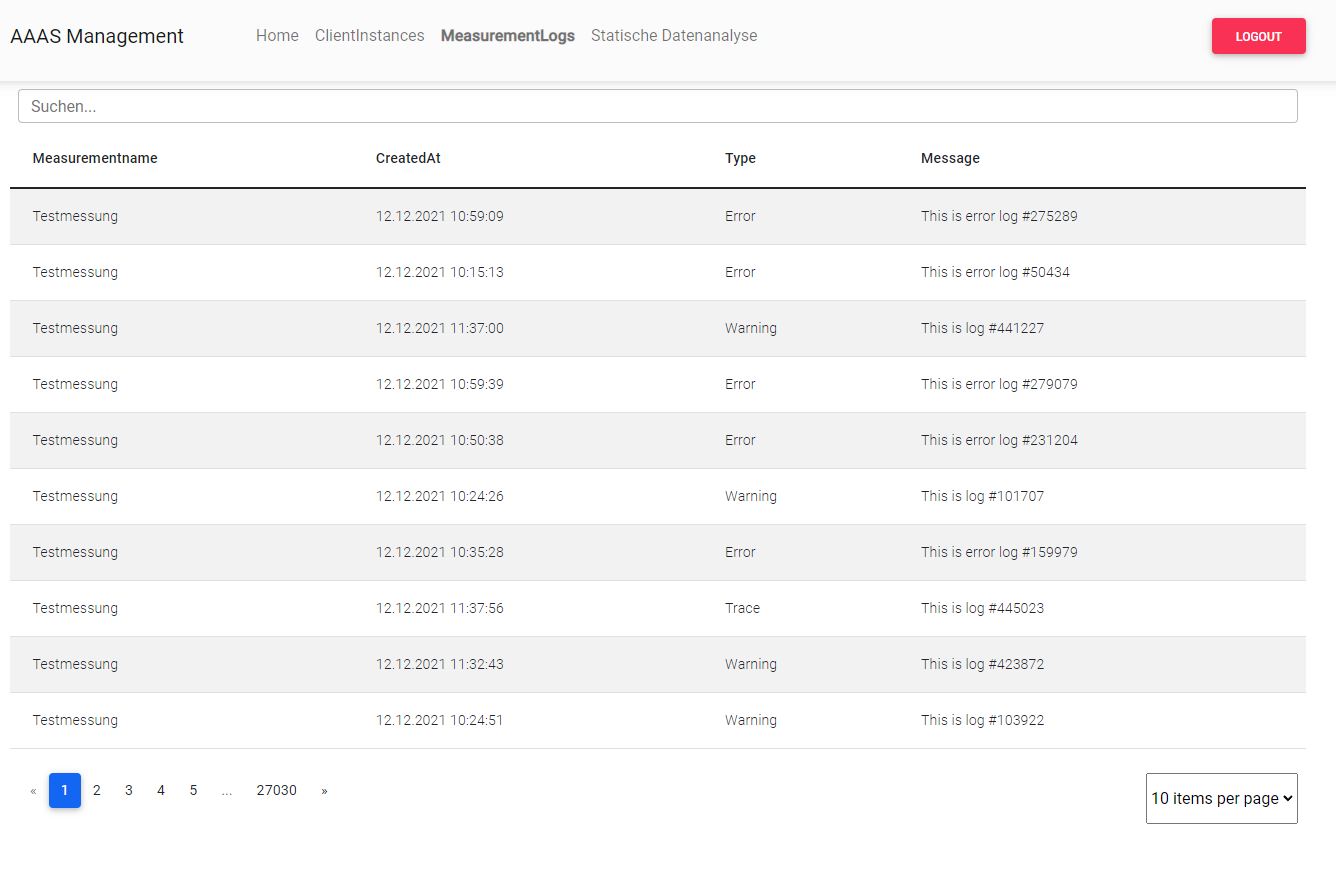 AAAS Management Home ClientInstances MeasurementLogs Statische Datenanalyse LOGOUT
Suchen...
Measurementname CreatedAt Type Message
Testmessung 12.12.2021 10:59:09 Error This is error log #275289
Testmessung 12.12.2021 10:15:13 Error This is error log #50434
Testmessung 12.12.2021 11:37:00 Warning This is log #441227
Testmessung 12.12.2021 10:59:39 Error This is error log #279079
Testmessung 12.12.2021 10:50:38 Error This is error log #231204
Testmessung 12.12.2021 10:24:26 Warning This is log #101707
Testmessung 12.12.2021 10:35:28 Error This is error log #159979
Testmessung 12.12.2021 11:37:56 Trace This is log #445023
Testmessung 12.12.2021 11:32:43 Warning This is log #423872
Testmessung 12.12.2021 10:24:51 Warning This is log #103922
« 1 2 3 4 5 ... 27030 » 10 items per page